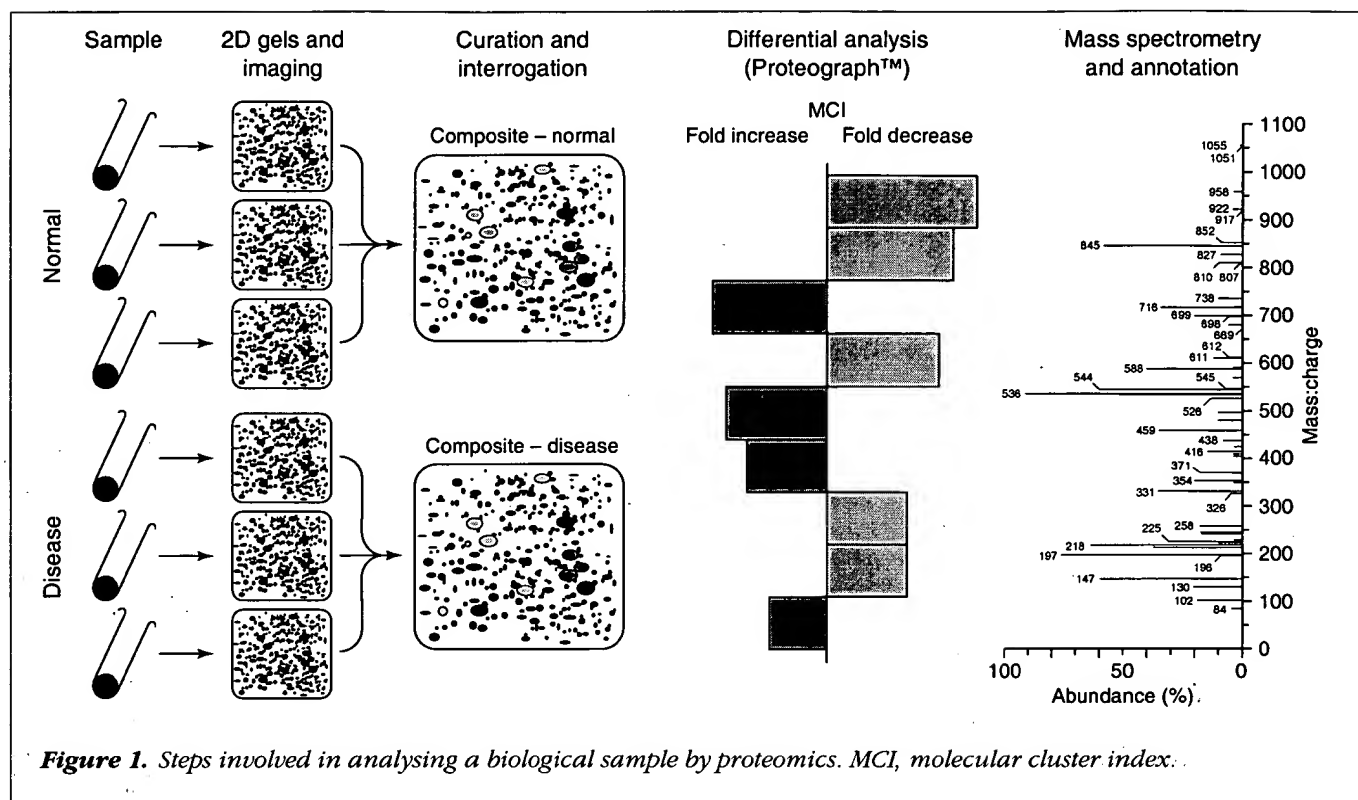 Sample
2D gels and
imaging
Curation and
interrogation
Differential analysis
(Proteograph™)
Mass spectrometry
and annotation
Normal
Disease
Composite – normal
Composite – disease
MCI
Fold increase
Fold decrease
1100
1000
900
800
700
600
500
400
300
200
100
0
Mass:charge
1055
1051
958
922
917
852
845
827
810
807
738
716
699
698
669
612
611
588
545
544
536
526
459
438
416
371
354
331
326
258
225
218
197
196
147
130
102
84
100
50
0
Abundance (%)
Figure 1. Steps involved in analysing a biological sample by proteomics. MCI, molecular cluster index.